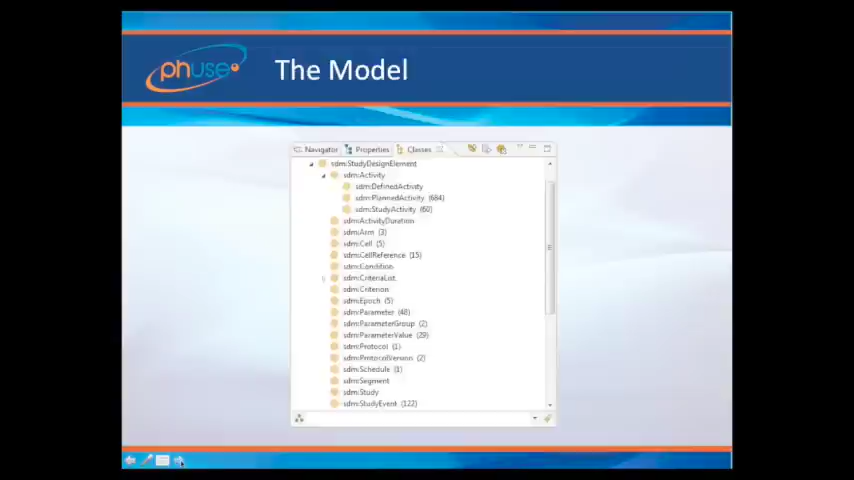 phuse
The Model
Navigator Properties Classes
sdm:StudyDesignElement
sdm:Activity
sdm:DefinedActivity
sdm:PlannedActivity (684)
sdm:StudyActivity (60)
sdm:ActivityDuration
sdm:Arm (3)
sdm:Cell (5)
sdm:CellReference (15)
sdm:Condition
sdm:CriteriaList
sdm:Criterion
sdm:Epoch (5)
sdm:Parameter (48)
sdm:ParameterGroup (2)
sdm:ParameterValue (29)
sdm:Protocol (1)
sdm:ProtocolVersion (2)
sdm:Schedule (1)
sdm:Segment
sdm:Study
sdm:StudyEvent (122)